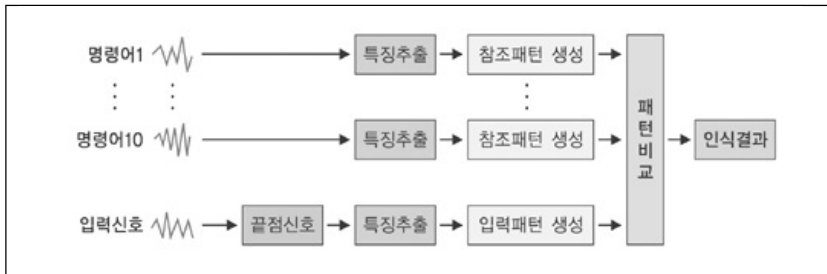 명령어1 특징추출 참조패턴 생성
명령어10 특징추출 참조패턴 생성
입력신호 끝점신호 특징추출 입력패턴 생성
패턴비교
인식결과